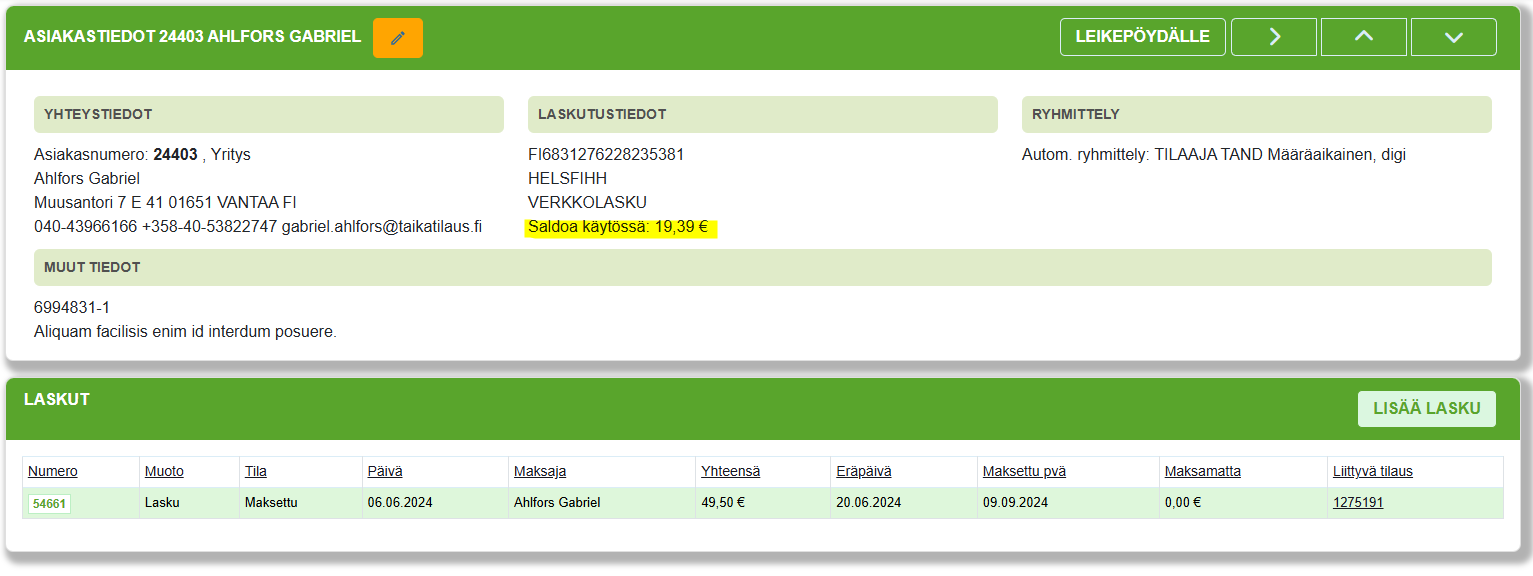 ASIAKASTIEDOT 24403 AHLFORS GABRIEL
LEIKEPÖYDÄLLE
YHTEYSTIEDOT
Asiakasnumero: 24403 , Yritys
Ahlfors Gabriel
Muusantori 7 E 41 01651 VANTAA FI
040-43966166 +358-40-53822747 gabriel.ahlfors@taikatilaus.fi
LASKUTUSTIEDOT
FI6831276228235381
HELSFIHH
VERKKOLASKU
Saldoa käytössä: 19,39 €
RYHMITTELY
Autom. ryhmittely: TILAAJA TAND Määräaikainen, digi
MUUT TIEDOT
6994831-1
Aliquam facilisis enim id interdum posuere.
LASKUT
LISÄÄ LASKU
Numero Muoto Tila Päivä Maksaja Yhteensä Eräpäivä Maksettu pvä Maksamatta Liittyvä tilaus
54661 Lasku Maksettu 06.06.2024 Ahlfors Gabriel 49,50 € 20.06.2024 09.09.2024 0,00 € 1275191